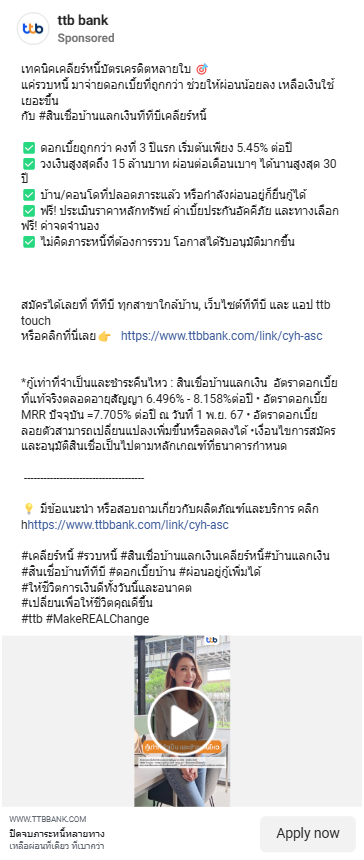 ttb bank
Sponsored
เทคนิคเคลียร์หนี้บัตรเครดิตหลายใบ 🎯
แค่รวบหนี้ มาจ่ายดอกเบี้ยที่ถูกกว่า ช่วยให้ผ่อนน้อยลง เหลือเงินใช้
เยอะขึ้น
กับ #สินเชื่อบ้านแลกเงินทีทีบีเคลียร์หนี้
✅ ดอกเบี้ยถูกกว่า คงที่ 3 ปีแรก เริ่มต้นเพียง 5.45% ต่อปี
✅ วงเงินสูงสุดถึง 15 ล้านบาท ผ่อนต่อเดือนเบาๆ ได้นานสูงสุด 30
ปี
✅ บ้าน/คอนโดที่ปลอดภาระแล้ว หรือกำลังผ่อนอยู่ก็ยื่นกู้ได้
✅ ฟรี! ประเมินราคาหลักทรัพย์ ค่าเบี้ยประกันอัคคีภัย และทางเลือก
ฟรี! ค่าจดจำนอง
✅ ไม่คิดภาระหนี้ที่ต้องการรวบ โอกาสได้รับอนุมัติมากขึ้น
สมัครได้เลยที่ ทีทีบี ทุกสาขาใกล้บ้าน, เว็บไซต์ทีทีบี และ แอป ttb
touch
หรือคลิกที่นี่เลย👉 https://www.ttbbank.com/link/cyh-asc
*กู้เท่าที่จำเป็นและชำระคืนไหว : สินเชื่อบ้านแลกเงิน อัตราดอกเบี้ย
ที่แท้จริงตลอดอายุสัญญา 6.496% - 8.158%ต่อปี • อัตราดอกเบี้ย
MRR ปัจจุบัน =7.705% ต่อปี ณ วันที่ 1 พ.ย. 67 • อัตราดอกเบี้ย
ลอยตัวสามารถเปลี่ยนแปลงเพิ่มขึ้นหรือลดลงได้ •เงื่อนไขการสมัคร
และอนุมัติสินเชื่อเป็นไปตามหลักเกณฑ์ที่ธนาคารกำหนด
------------------------------------
💡 มีข้อแนะนำ หรือสอบถามเกี่ยวกับผลิตภัณฑ์และบริการ คลิก
hhttps://www.ttbbank.com/link/cyh-asc
#เคลียร์หนี้ #รวบหนี้ #สินเชื่อบ้านแลกเงินเคลียร์หนี้#บ้านแลกเงิน
#สินเชื่อบ้านทีทีบี #ดอกเบี้ยบ้าน #ผ่อนอยู่กู้เพิ่มได้
#ให้ชีวิตการเงินดีทั้งวันนี้และอนาคต
#เปลี่ยนเพื่อให้ชีวิตคุณดีขึ้น
#ttb #MakeREALChange
ttb
WWW.TTBBANK.COM
ปิดจบภาระหนี้หลายทาง
เหลือผ่อนที่เดียว ที่เบากว่า
Apply now